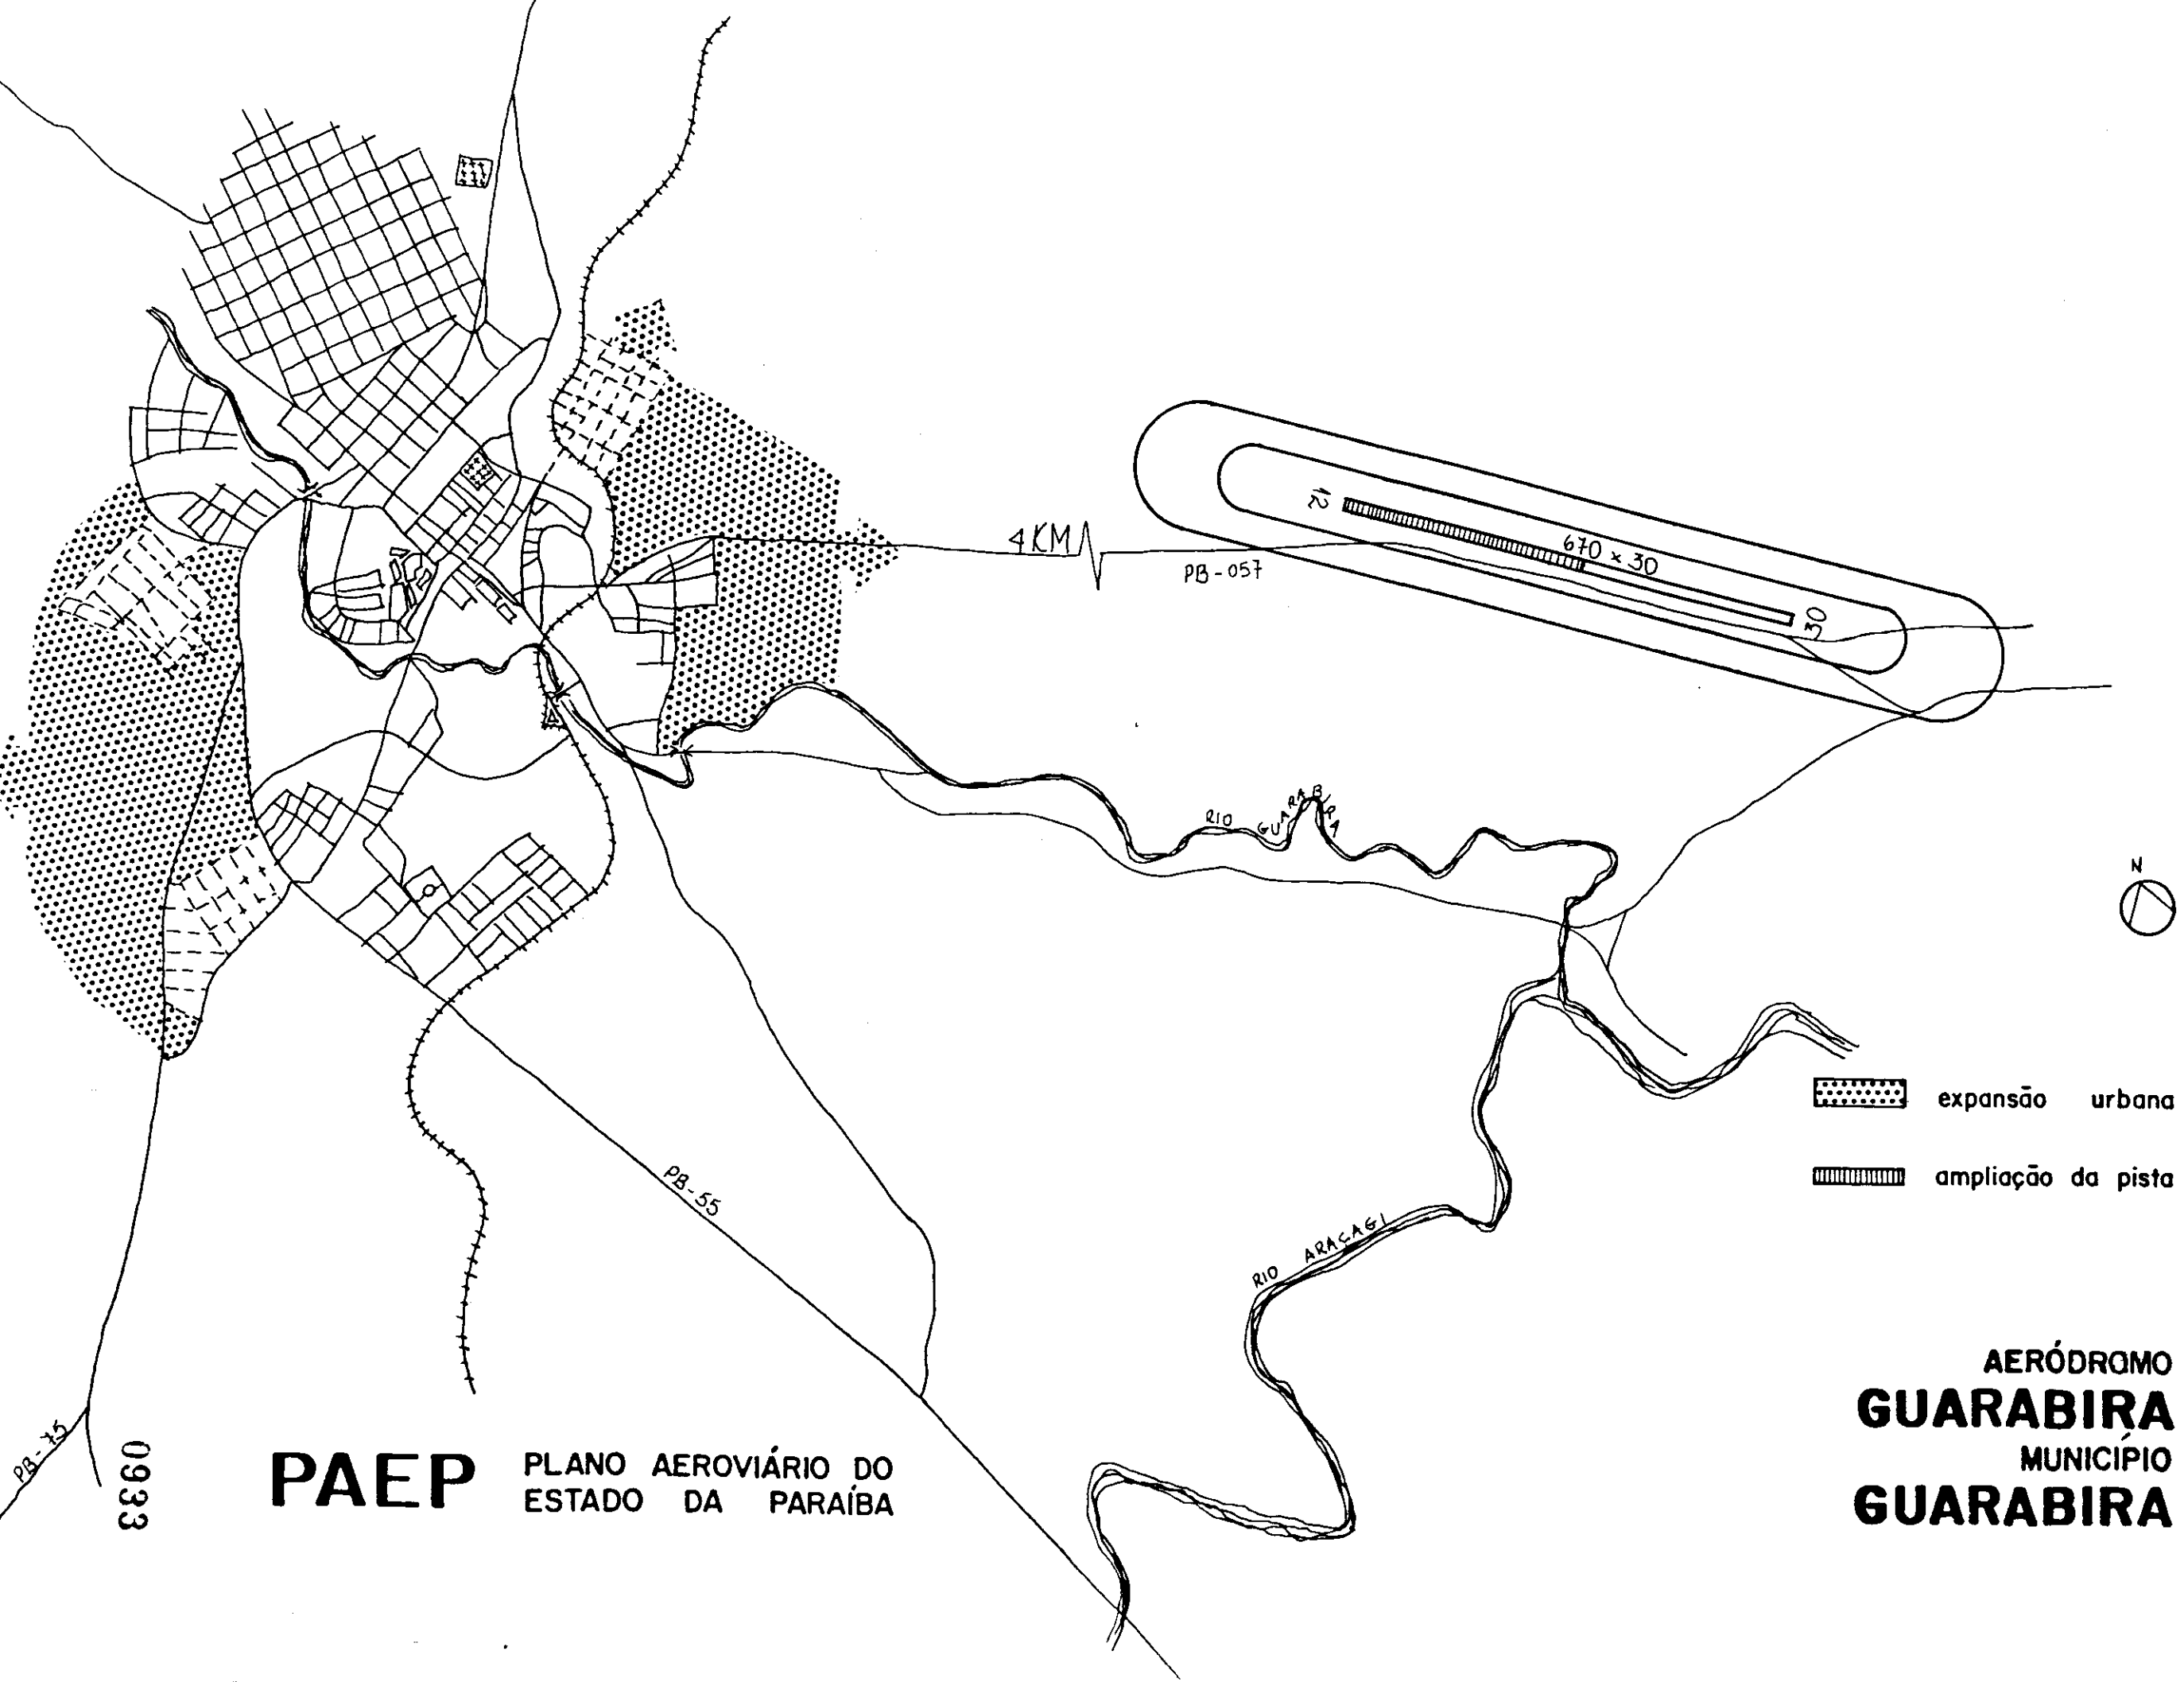 4KM
PB-057
12
670 x 30
30
RIO GUARABIRA
N
expansão urbana
ampliação da pista
PB-55
RIO ARAÇAGI
PB-75
0933
PAEP
PLANO AEROVIÁRIO DO
ESTADO DA PARAÍBA
AERÓDROMO
GUARABIRA
MUNICÍPIO
GUARABIRA